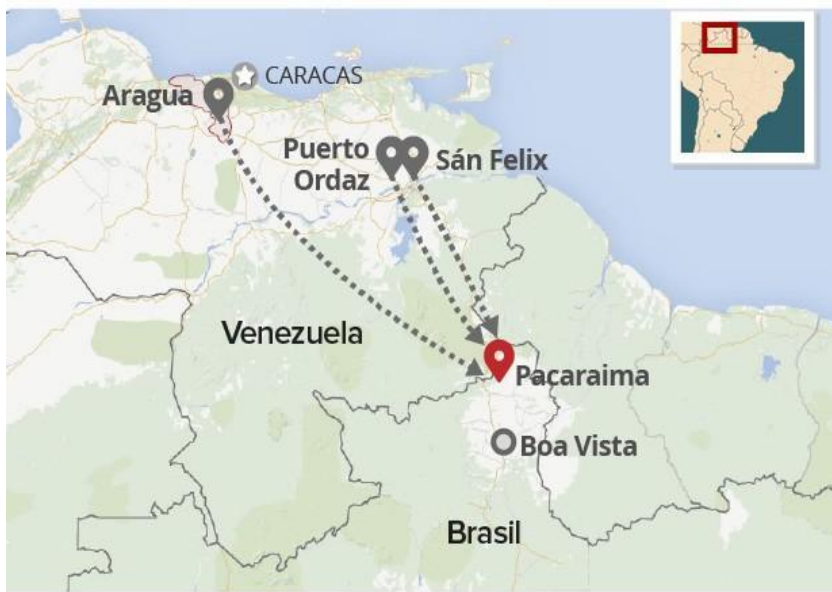 CARACAS
Aragua
Puerto
Ordaz
Sán Felix
Venezuela
Pacaraima
Boa Vista
Brasil